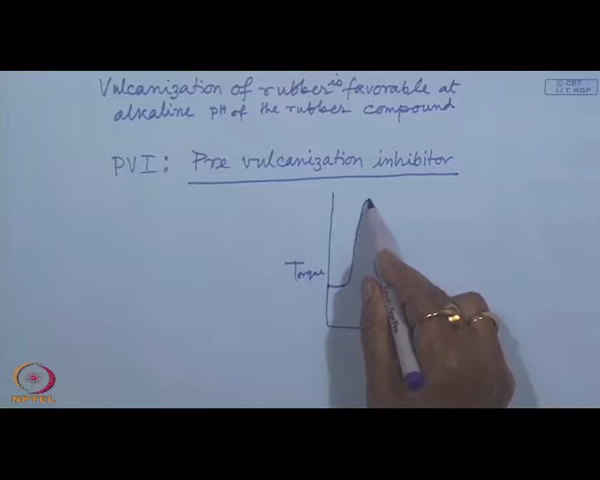 Vulcanization of rubber is favorable at
alkaline pH of the rubber compound
© CET
I.I.T. KGP
PVI: Pre vulcanization inhibitor
Torque
NPTEL